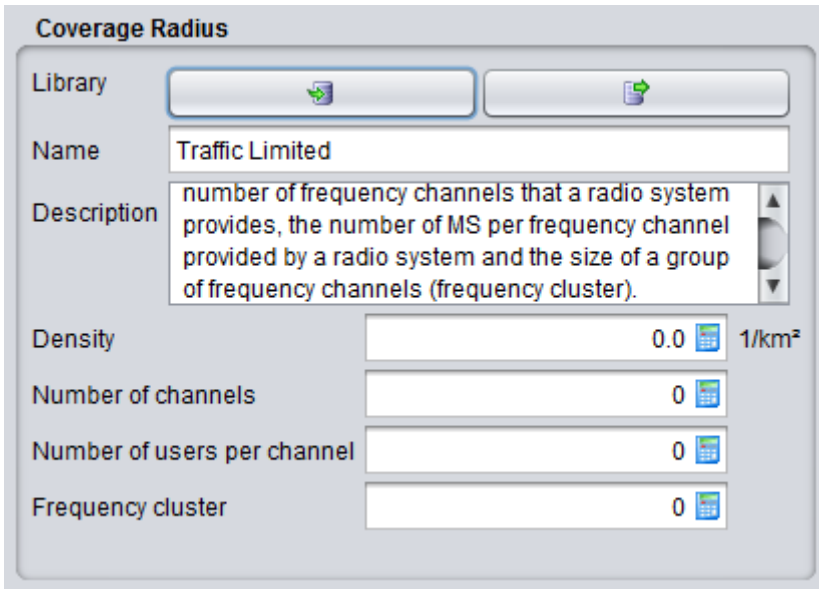 Coverage Radius
Library
Name Traffic Limited
Description number of frequency channels that a radio system
provides, the number of MS per frequency channel
provided by a radio system and the size of a group
of frequency channels (frequency cluster).
Density 0.0 1/km²
Number of channels 0
Number of users per channel 0
Frequency cluster 0